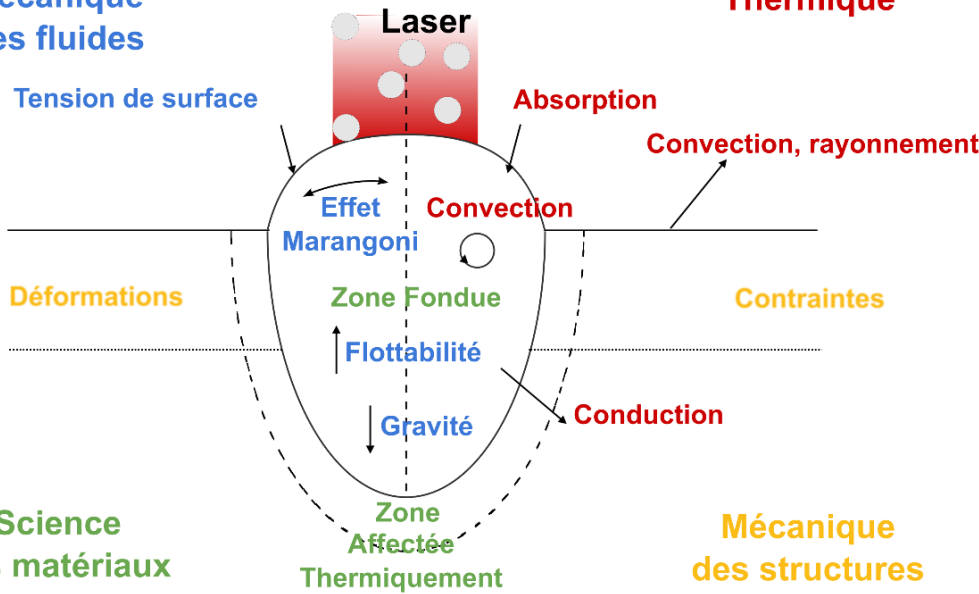 Laser
Thermique
es fluides
Tension de surface
Absorption
Convection, rayonnement
Effet
Marangoni
Convection
Déformations
Zone Fondue
Contraintes
Flottabilité
Gravité
Conduction
Zone
Affectée
Thermiquement
Science
s matériaux
Mécanique
des structures